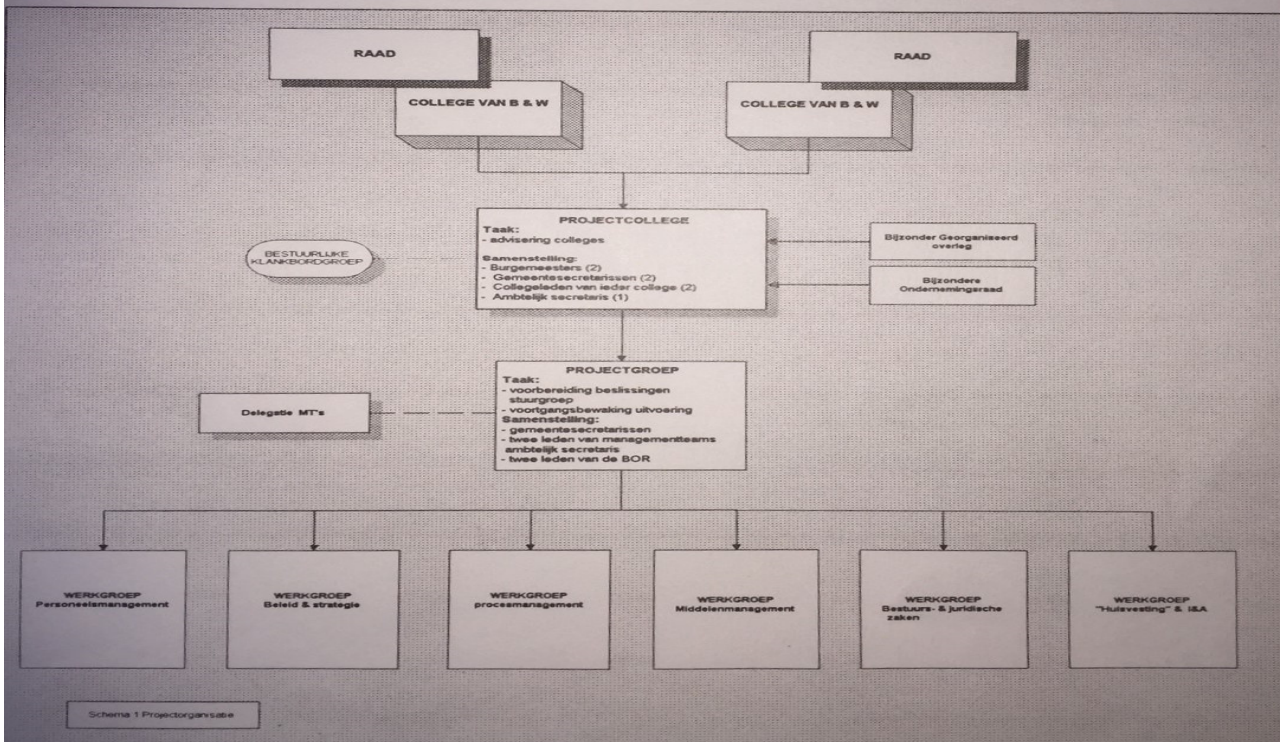 RAAD
RAAD
COLLEGE VAN B & W
COLLEGE VAN B & W
PROJECTCOLLEGE
Taak:
- advisering colleges
Samenstelling:
- Burgemeesters (2)
- Gemeentesecretarissen (2)
- Collegeleden van ieder college (2)
- Ambtelijk secretaris (1)
BESTUURLIJKE
KLANKBORDGROEP
Bijzonder Georganiseerd
overleg
Bijzondere
Ondernemingsraad
PROJECTGROEP
Taak:
- voorbereiding beslissingen
stuurgroep
- voortgangsbewaking uitvoering
Samenstelling:
- gemeentesecretarissen
- twee leden van managementteams
ambtelijk secretaris
- twee leden van de BOR
Delegatie MT's
WERKGROEP
Personeelsmanagement
WERKGROEP
Beleid & strategie
WERKGROEP
procesmanagement
WERKGROEP
Middelenmanagement
WERKGROEP
Bestuurs- & juridische
zaken
WERKGROEP
"Huisvesting" & I&A
Schema 1 Projectorganisatie